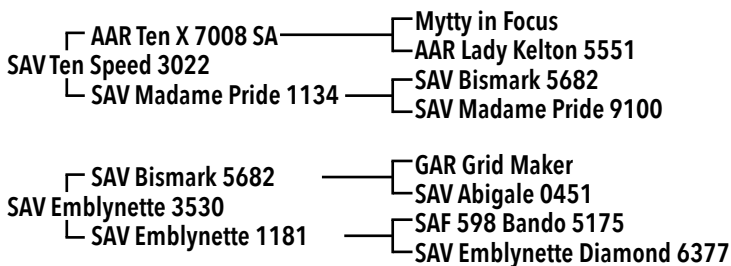 Mytty in Focus
AAR Ten X 7008 SA
AAR Lady Kelton 5551
SAV Ten Speed 3022
SAV Bismark 5682
SAV Madame Pride 1134
SAV Madame Pride 9100
GAR Grid Maker
SAV Bismark 5682
SAV Abigale 0451
SAV Emblynette 3530
SAF 598 Bando 5175
SAV Emblynette 1181
SAV Emblynette Diamond 6377